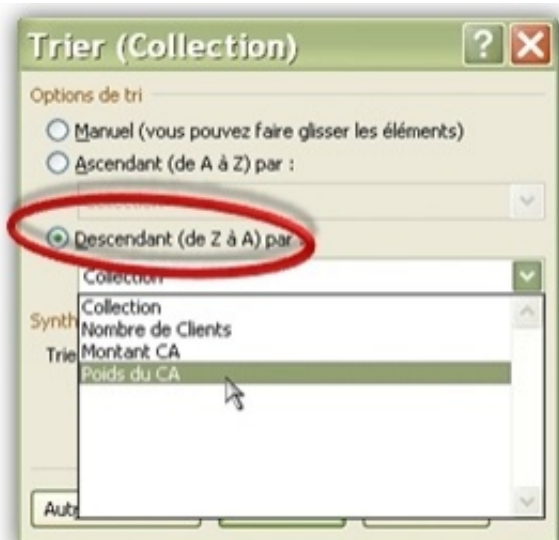 Trier (Collection)
Options de tri
Manuel (vous pouvez faire glisser les éléments)
Ascendant (de A à Z) par :
Descendant (de Z à A) par :
Collection
Collection
Nombre de Clients
Montant CA
Poids du CA